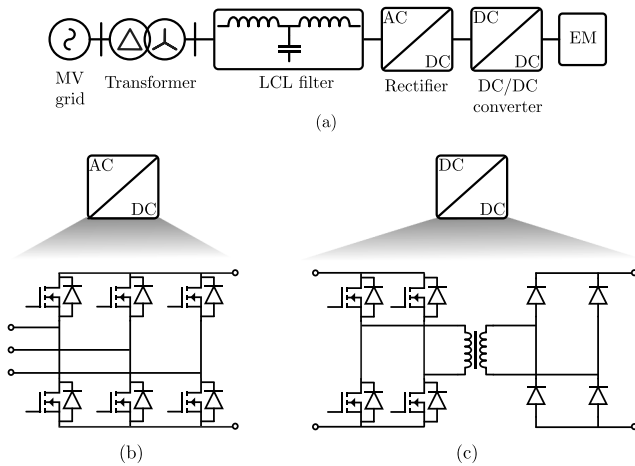 AC
DC
DC
DC
EM
MV
grid
Transformer
LCL filter
Rectifier
DC/DC
converter
(a)
AC
DC
DC
DC
(b)
(c)